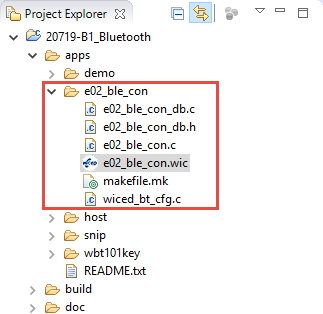 Project Explorer
20719-B1_Bluetooth
apps
demo
e02_ble_con
e02_ble_con_db.c
e02_ble_con_db.h
e02_ble_con.c
e02_ble_con.wic
makefile.mk
wiced_bt_cfg.c
host
snip
wbt101key
README.txt
build
doc